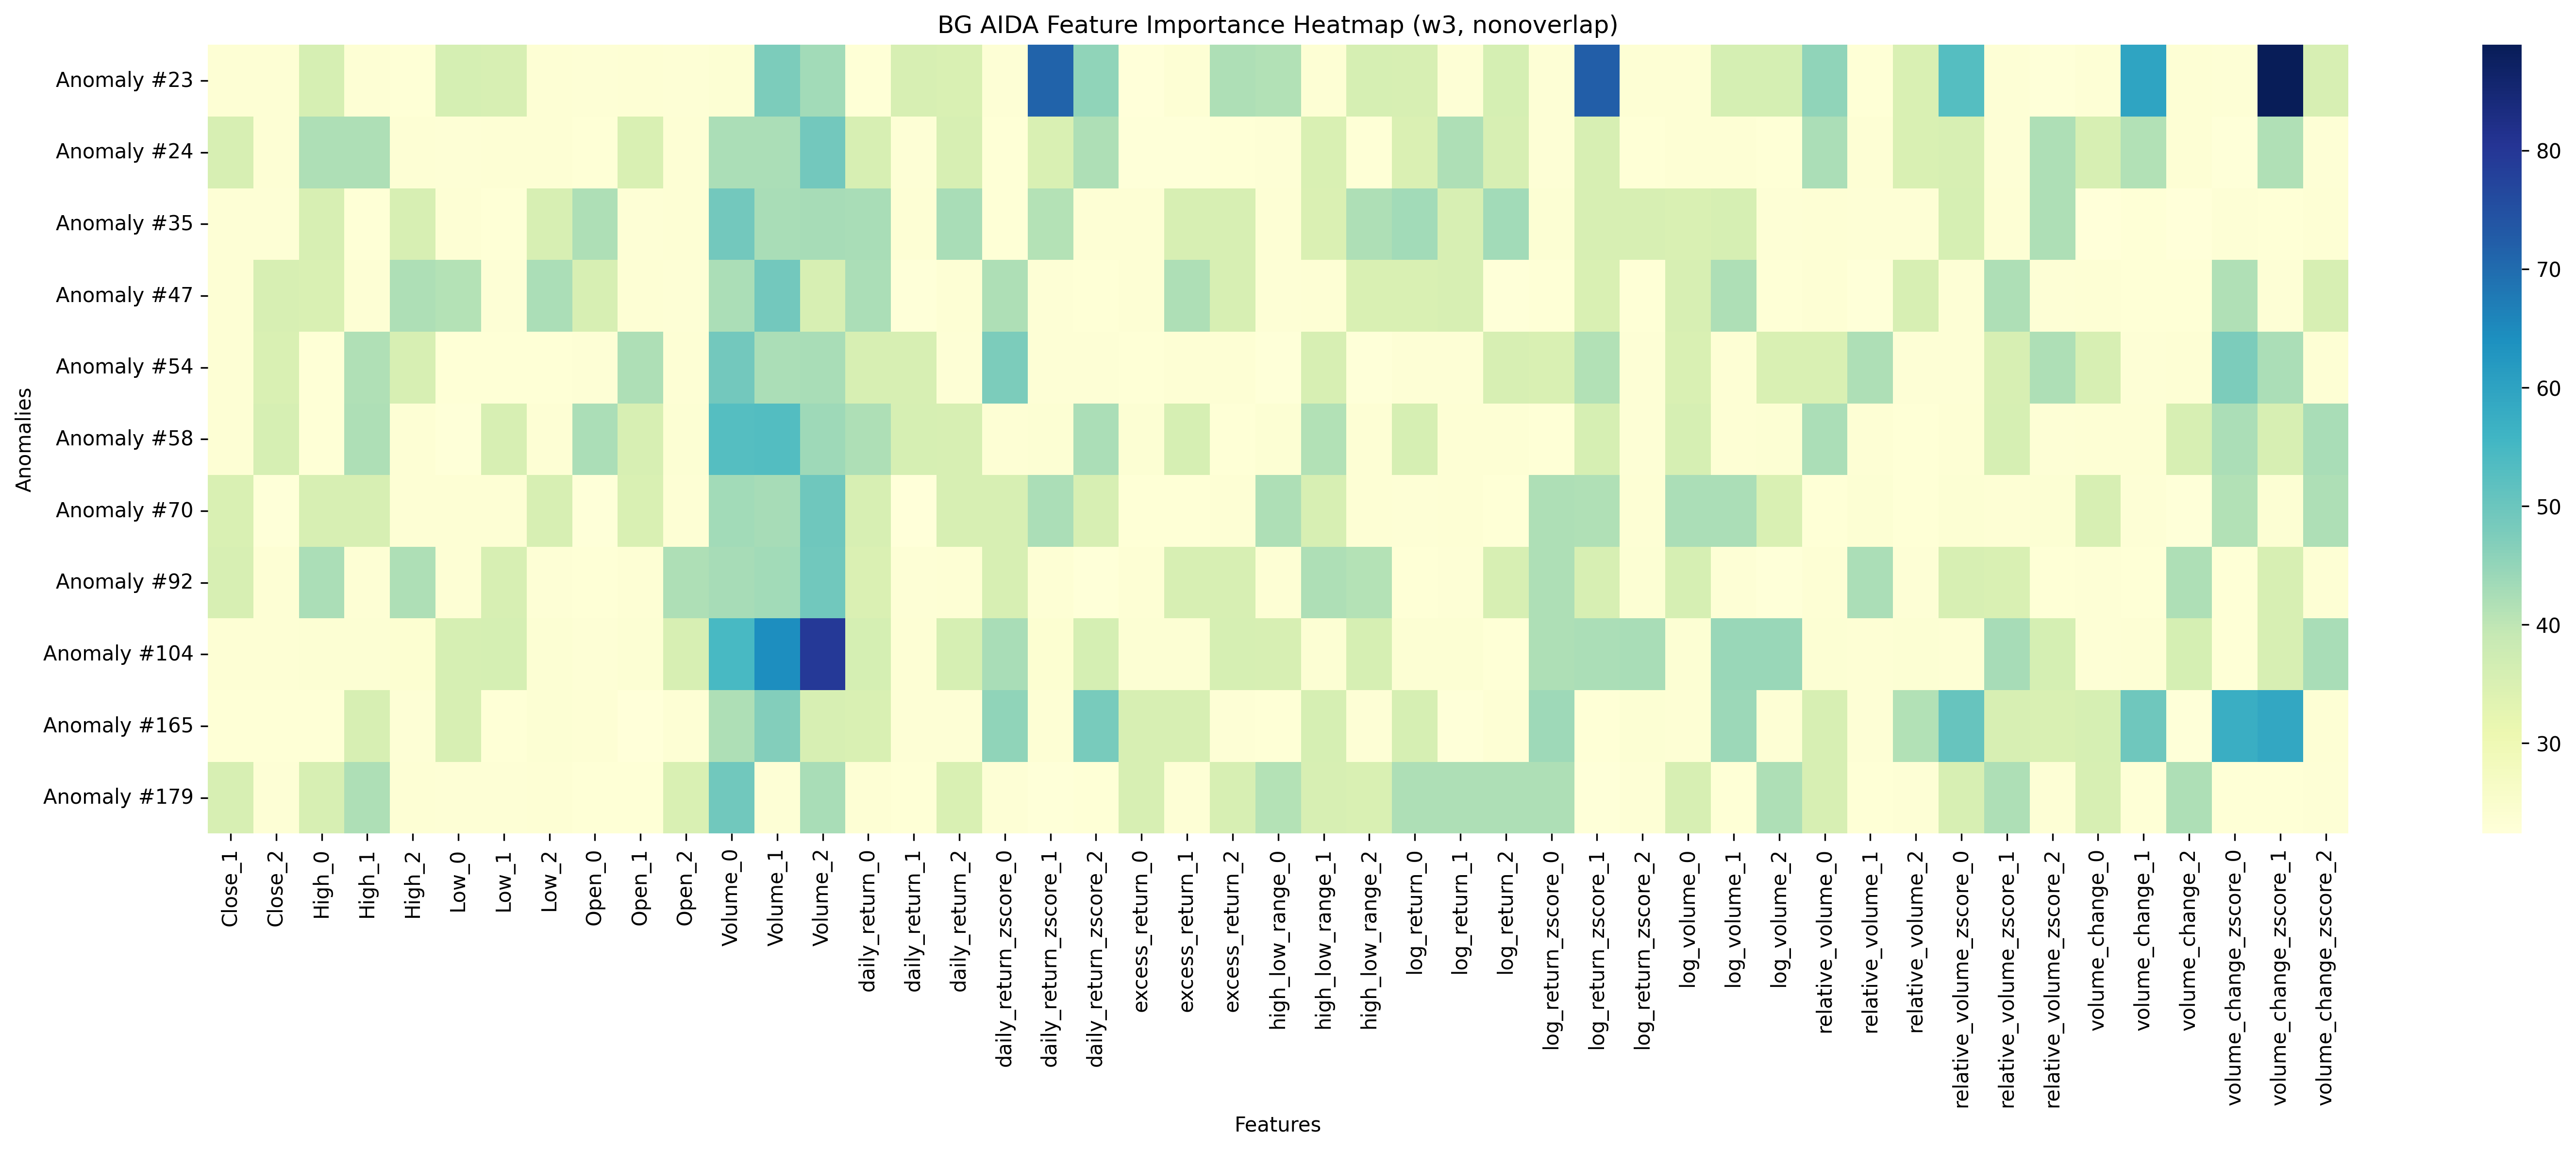 BG AIDA Feature Importance Heatmap (w3, nonoverlap)
Anomalies
Anomaly #23
Anomaly #24
Anomaly #35
Anomaly #47
Anomaly #54
Anomaly #58
Anomaly #70
Anomaly #92
Anomaly #104
Anomaly #165
Anomaly #179
Close_1
Close_2
High_0
High_1
High_2
Low_0
Low_1
Low_2
Open_0
Open_1
Open_2
Volume_0
Volume_1
Volume_2
daily_return_0
daily_return_1
daily_return_2
daily_return_zscore_0
daily_return_zscore_1
daily_return_zscore_2
excess_return_0
excess_return_1
excess_return_2
high_low_range_0
high_low_range_1
high_low_range_2
log_return_0
log_return_1
log_return_2
log_return_zscore_0
log_return_zscore_1
log_return_zscore_2
log_volume_0
log_volume_1
log_volume_2
relative_volume_0
relative_volume_1
relative_volume_2
relative_volume_zscore_0
relative_volume_zscore_1
relative_volume_zscore_2
volume_change_0
volume_change_1
volume_change_2
volume_change_zscore_0
volume_change_zscore_1
volume_change_zscore_2
Features
80
70
60
50
40
30